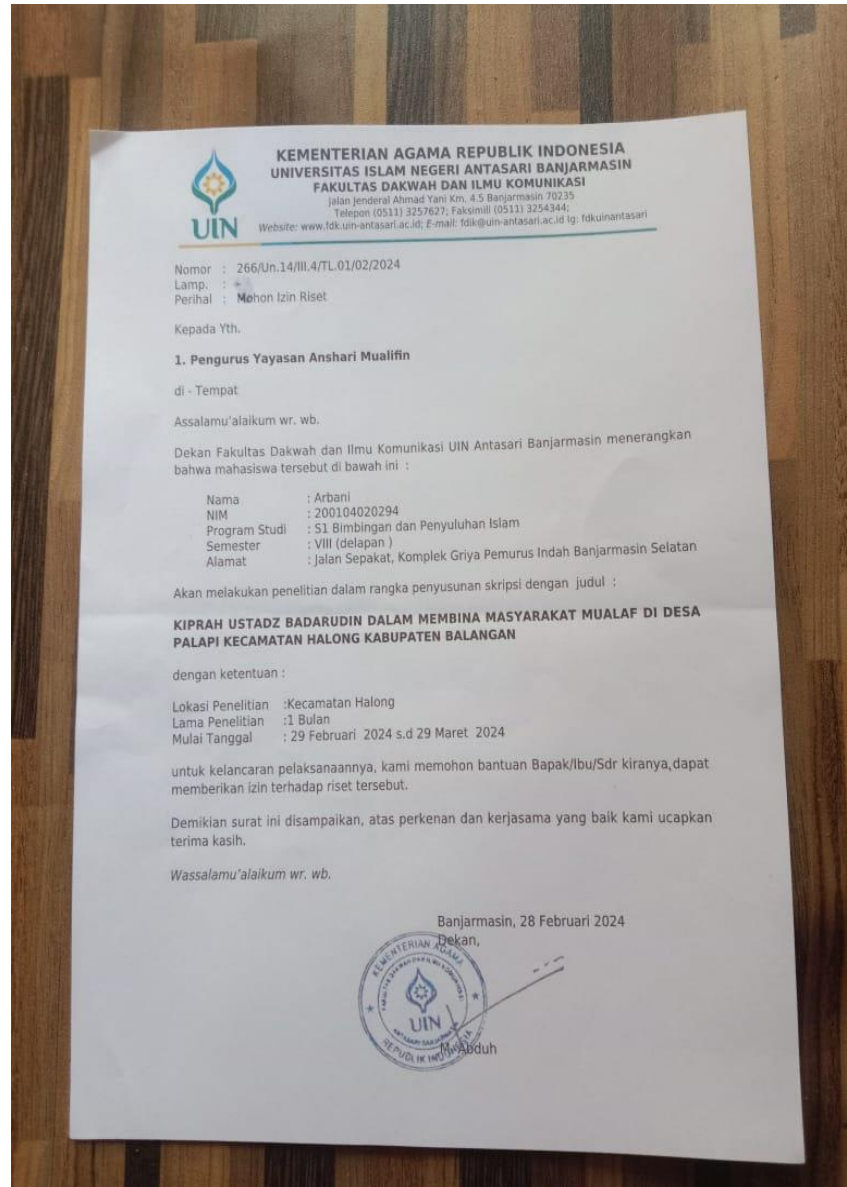 KEMENTERIAN AGAMA REPUBLIK INDONESIA
UNIVERSITAS ISLAM NEGERI ANTASARI BANJARMASIN
FAKULTAS DAKWAH DAN ILMU KOMUNIKASI
Jalan Jenderal Ahmad Yani Km. 4.5 Banjarmasin 70235
Telepon (0511) 3257627; Faksimili (0511) 3254344;
Website: www.fdk.uin-antasari.ac.id; E-mail: fdik@uin-antasari.ac.id Ig: fdkuinantasari
UIN
Nomor : 266/Un.14/III.4/TL.01/02/2024
Lamp. : -
Perihal : Mohon Izin Riset
Kepada Yth.
1. Pengurus Yayasan Anshari Mualifin
di - Tempat
Assalamu'alaikum wr. wb.
Dekan Fakultas Dakwah dan Ilmu Komunikasi UIN Antasari Banjarmasin menerangkan
bahwa mahasiswa tersebut di bawah ini :
Nama : Arbani
NIM : 200104020294
Program Studi : S1 Bimbingan dan Penyuluhan Islam
Semester : VIII (delapan )
Alamat : Jalan Sepakat, Komplek Griya Pemurus Indah Banjarmasin Selatan
Akan melakukan penelitian dalam rangka penyusunan skripsi dengan judul :
KIPRAH USTADZ BADARUDIN DALAM MEMBINA MASYARAKAT MUALAF DI DESA
PALAPI KECAMATAN HALONG KABUPATEN BALANGAN
dengan ketentuan :
Lokasi Penelitian :Kecamatan Halong
Lama Penelitian :1 Bulan
Mulai Tanggal : 29 Februari 2024 s.d 29 Maret 2024
untuk kelancaran pelaksanaannya, kami memohon bantuan Bapak/Ibu/Sdr kiranya,dapat
memberikan izin terhadap riset tersebut.
Demikian surat ini disampaikan, atas perkenan dan kerjasama yang baik kami ucapkan
terima kasih.
Wassalamu'alaikum wr. wb.
Banjarmasin, 28 Februari 2024
Dekan,
KEMENTERIAN AGAMA
UIN
REPUBLIK INDONESIA
M. Abduh